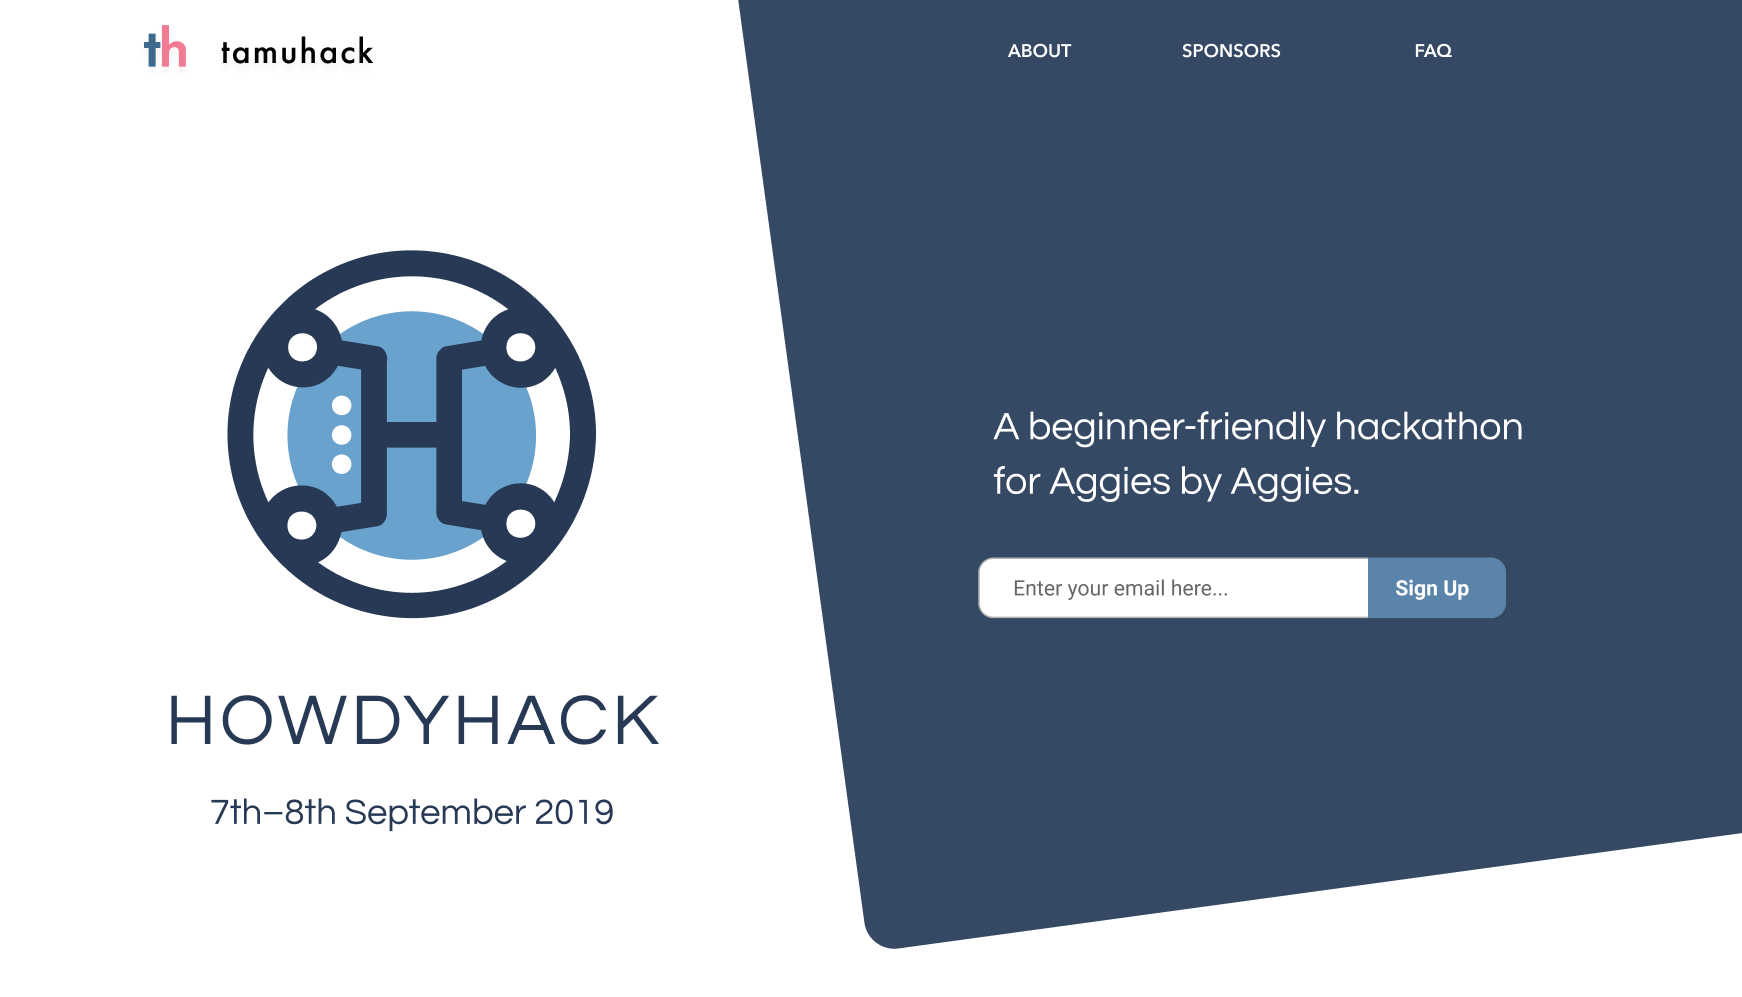 th tamuhack
ABOUT SPONSORS FAQ
HOWDYHACK
7th–8th September 2019
A beginner-friendly hackathon
for Aggies by Aggies.
Enter your email here... Sign Up